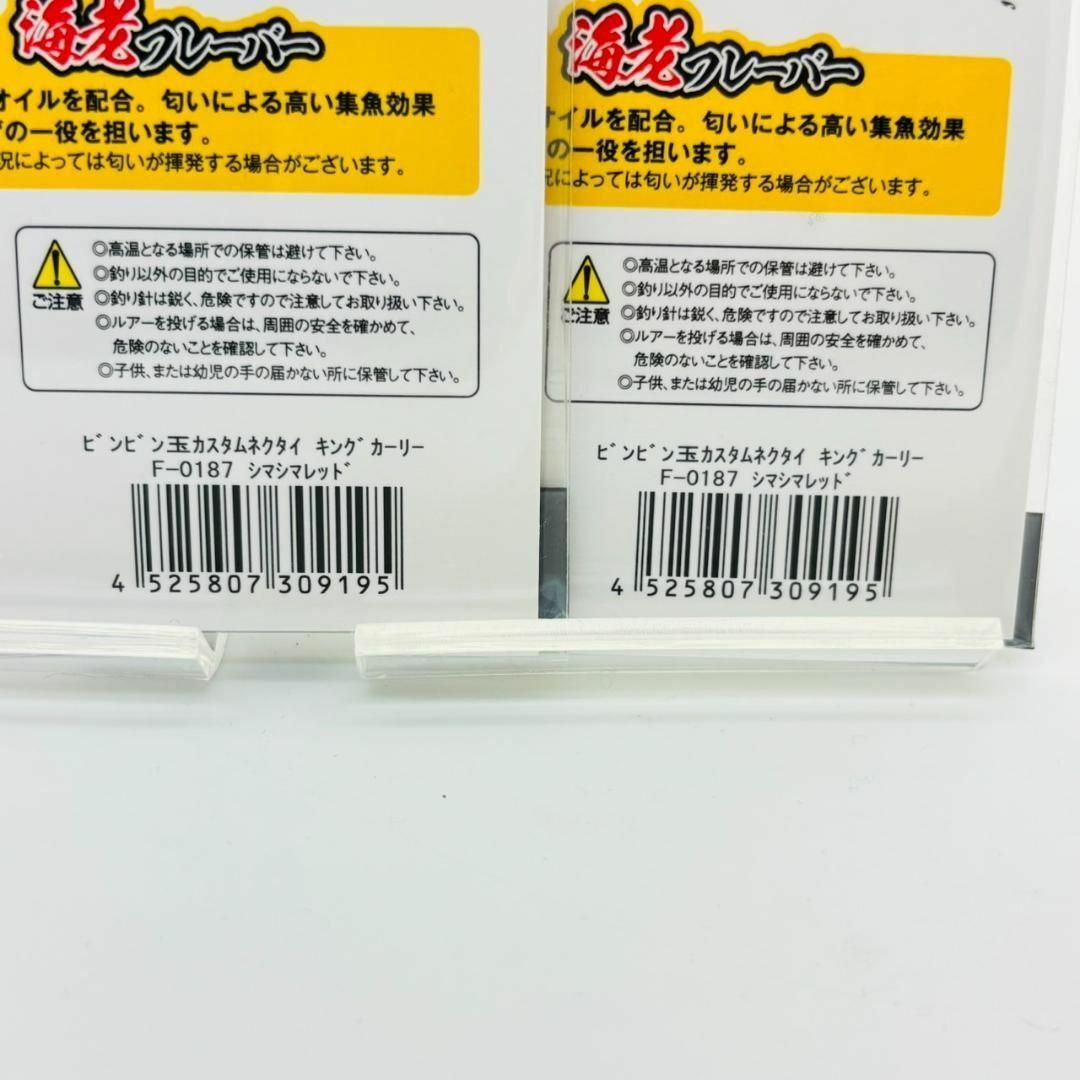 海老フレーバー
オイルを配合。匂いによる高い集魚効果
の一役を担います。
況によっては匂いが揮発する場合がございます。
ご注意
◎高温となる場所での保管は避けて下さい。
◎釣り以外の目的でご使用にならないで下さい。
◎釣り針は鋭く、危険ですので注意してお取り扱い下さい。
◎ルアーを投げる場合は、周囲の安全を確かめて、
危険のないことを確認して下さい。
◎子供、または幼児の手の届かない所に保管して下さい。
ビンビン玉カスタムネクタイ キングカーリー
F-0187 シマシマレッド
4 525807 309195
海老フレーバー
イルを配合。匂いによる高い集魚効果
の一役を担います。
況によっては匂いが揮発する場合がございます。
ご注意
◎高温となる場所での保管は避けて下さい。
◎釣り以外の目的でご使用にならないで下さい。
◎釣り針は鋭く、危険ですので注意してお取り扱い下さい。
◎ルアーを投げる場合は、周囲の安全を確かめて、
危険のないことを確認して下さい。
◎子供、または幼児の手の届かない所に保管して下さい。
ビンビン玉カスタムネクタイ キングカーリー
F-0187 シマシマレッド
4 525807 309195